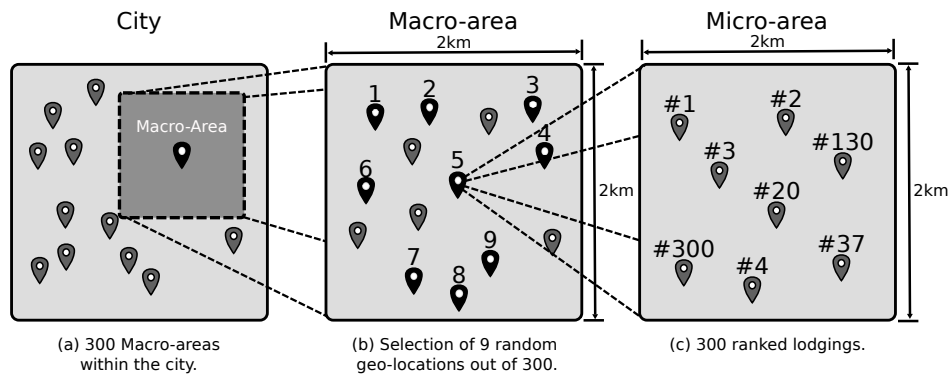 City
Macro-area
Micro-area
2km
2km
Macro-Area
1
2
3
4
5
6
7
8
9
2km
#1
#2
#3
#130
#20
#300
#4
#37
2km
(a) 300 Macro-areas
within the city.
(b) Selection of 9 random
geo-locations out of 300.
(c) 300 ranked lodgings.